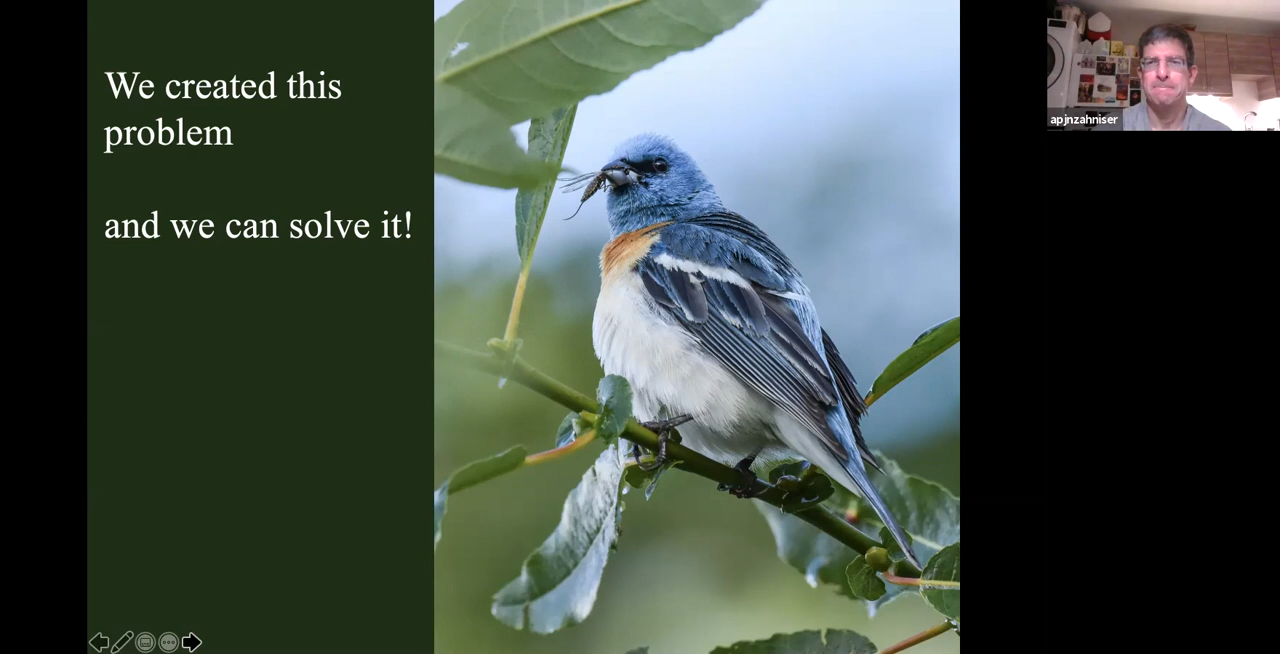 We created this
problem
and we can solve it!
apjnzahniser